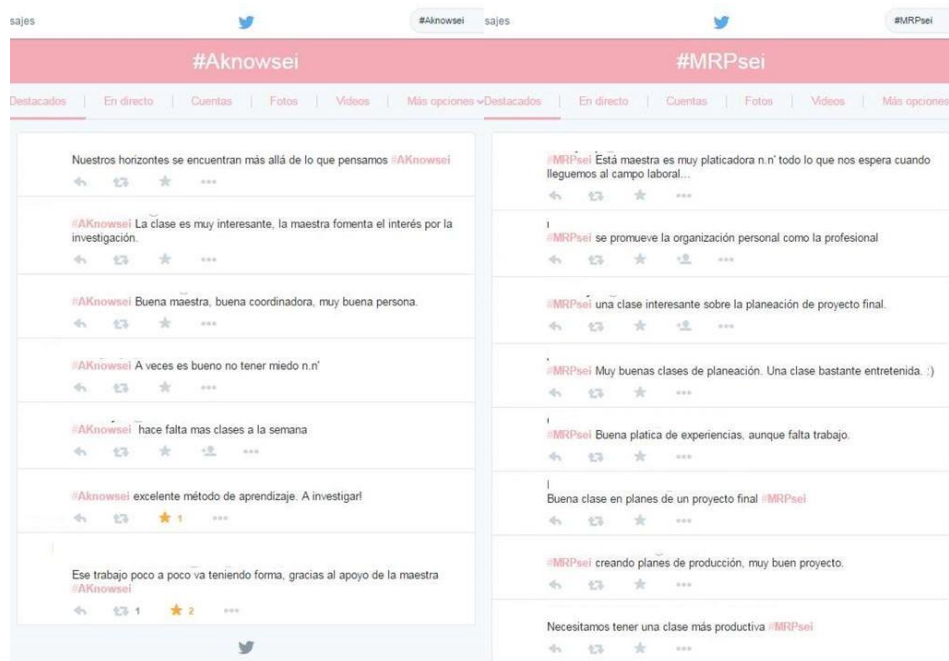 sajes
#Aknowsei
#Aknowsei
Destacados
En directo
Cuentas
Fotos
Videos
Más opciones
Nuestros horizontes se encuentran más allá de lo que pensamos #AKnowsei
#AKnowsei La clase es muy interesante, la maestra fomenta el interés por la
investigación.
#AKnowsei Buena maestra, buena coordinadora, muy buena persona.
#AKnowsei A veces es bueno no tener miedo n.n'
#AKnowsei hace falta mas clases a la semana
#Aknowsei excelente método de aprendizaje. A investigar!
1
Ese trabajo poco a poco va teniendo forma, gracias al apoyo de la maestra
#AKnowsei
1 2
sajes
#MRPsei
#MRPsei
Destacados
En directo
Cuentas
Fotos
Videos
Más opciones
#MRPsei Está maestra es muy platicadora n.n' todo lo que nos espera cuando
lleguemos al campo laboral...
#MRPsei se promueve la organización personal como la profesional
#MRPsei una clase interesante sobre la planeación de proyecto final.
#MRPsei Muy buenas clases de planeación. Una clase bastante entretenida. :)
#MRPsei Buena platica de experiencias, aunque falta trabajo.
Buena clase en planes de un proyecto final #MRPsei
#MRPsei creando planes de producción, muy buen proyecto.
Necesitamos tener una clase más productiva #MRPsei